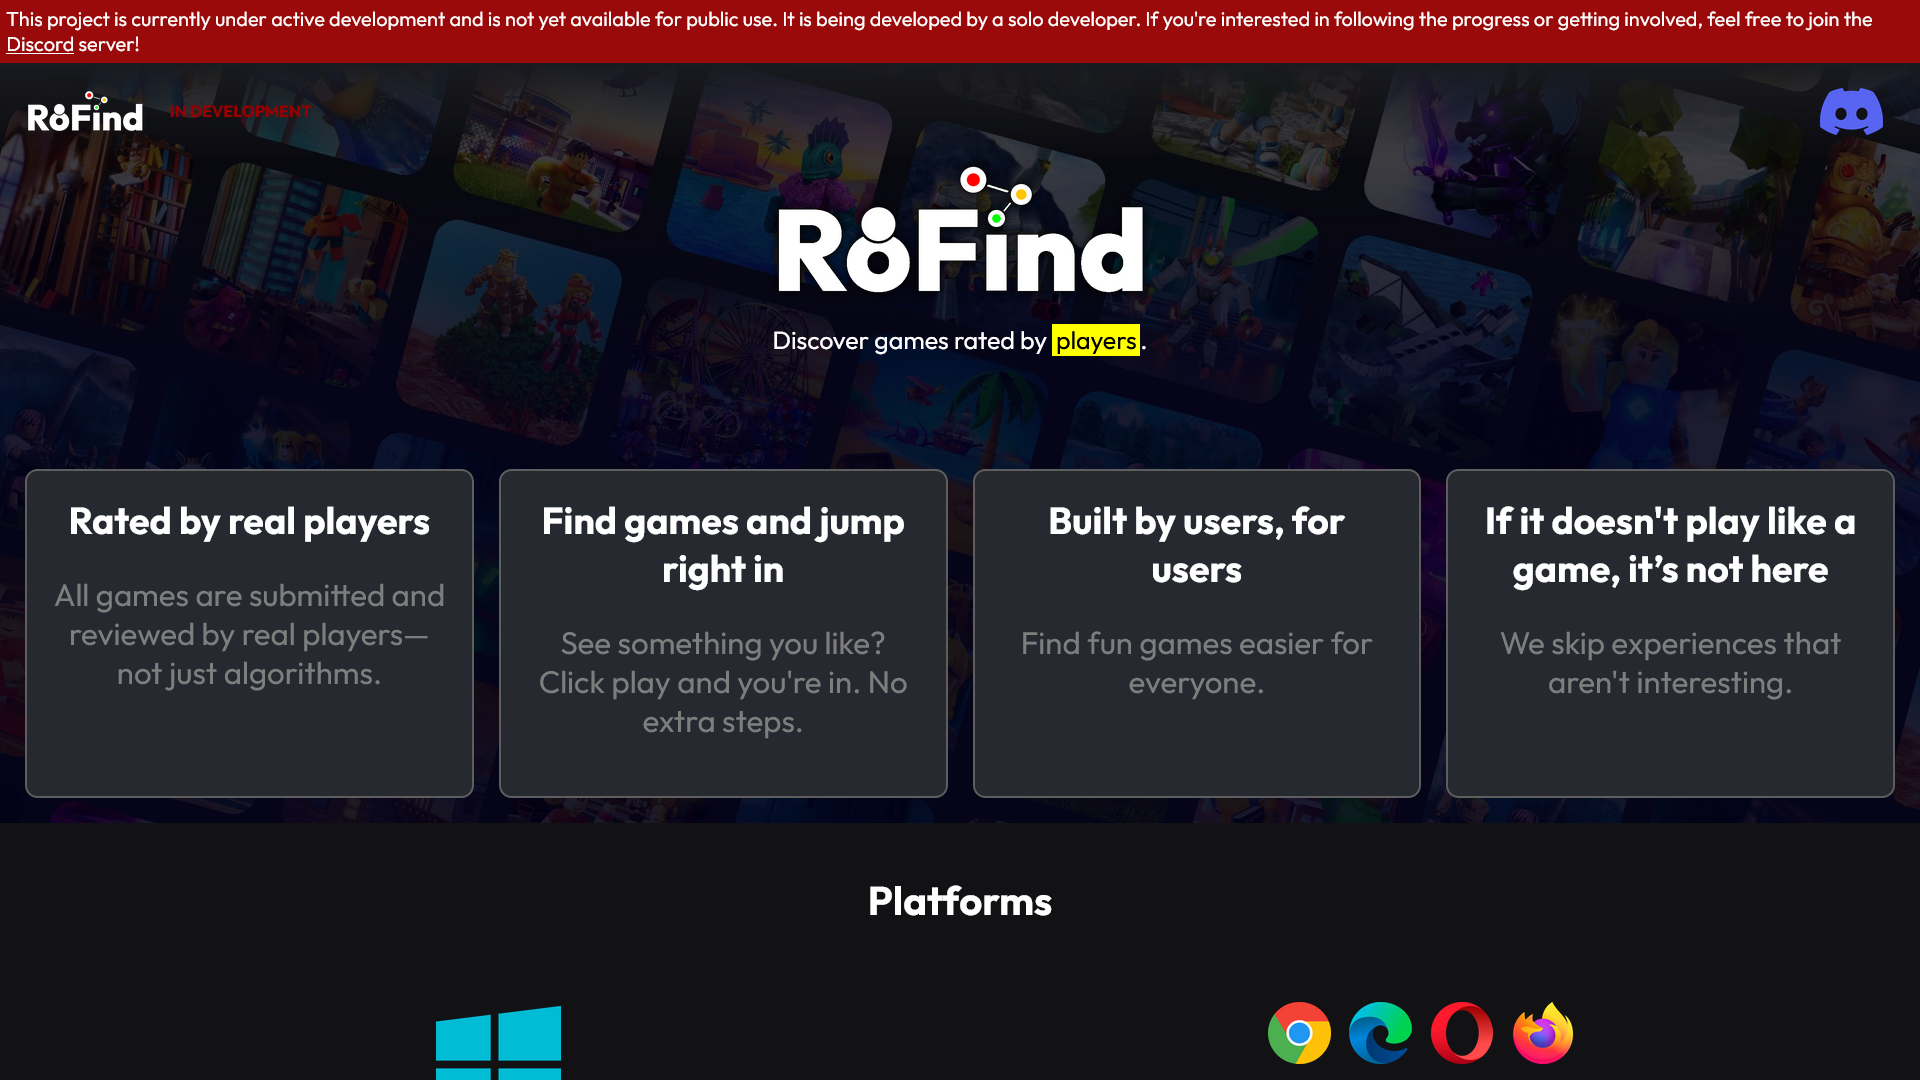 This project is currently under active development and is not yet available for public use. It is being developed by a solo developer. If you're interested in following the progress or getting involved, feel free to join the
Discord server!
RoFind IN DEVELOPMENT
RoFind
Discover games rated by players.
Rated by real players
All games are submitted and
reviewed by real players—
not just algorithms.
Find games and jump
right in
See something you like?
Click play and you're in. No
extra steps.
Built by users, for
users
Find fun games easier for
everyone.
If it doesn't play like a
game, it’s not here
We skip experiences that
aren't interesting.
Platforms